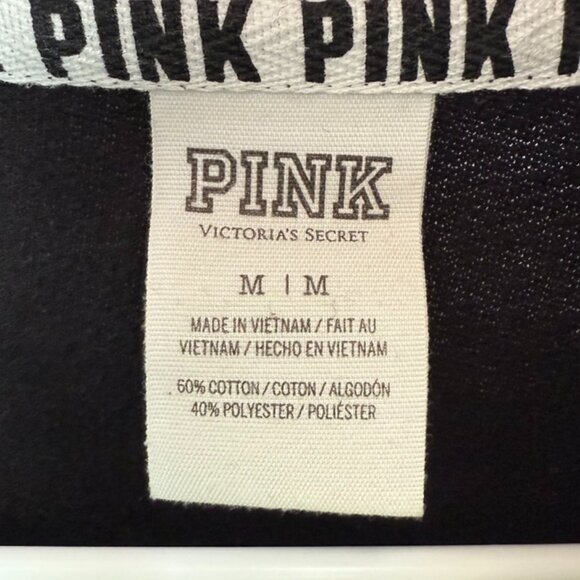 PINK PINK
PINK
VICTORIA'S SECRET
M | M
MADE IN VIETNAM / FAIT AU
VIETNAM / HECHO EN VIETNAM
60% COTTON / COTON / ALGODÓN
40% POLYESTER / POLIÉSTER